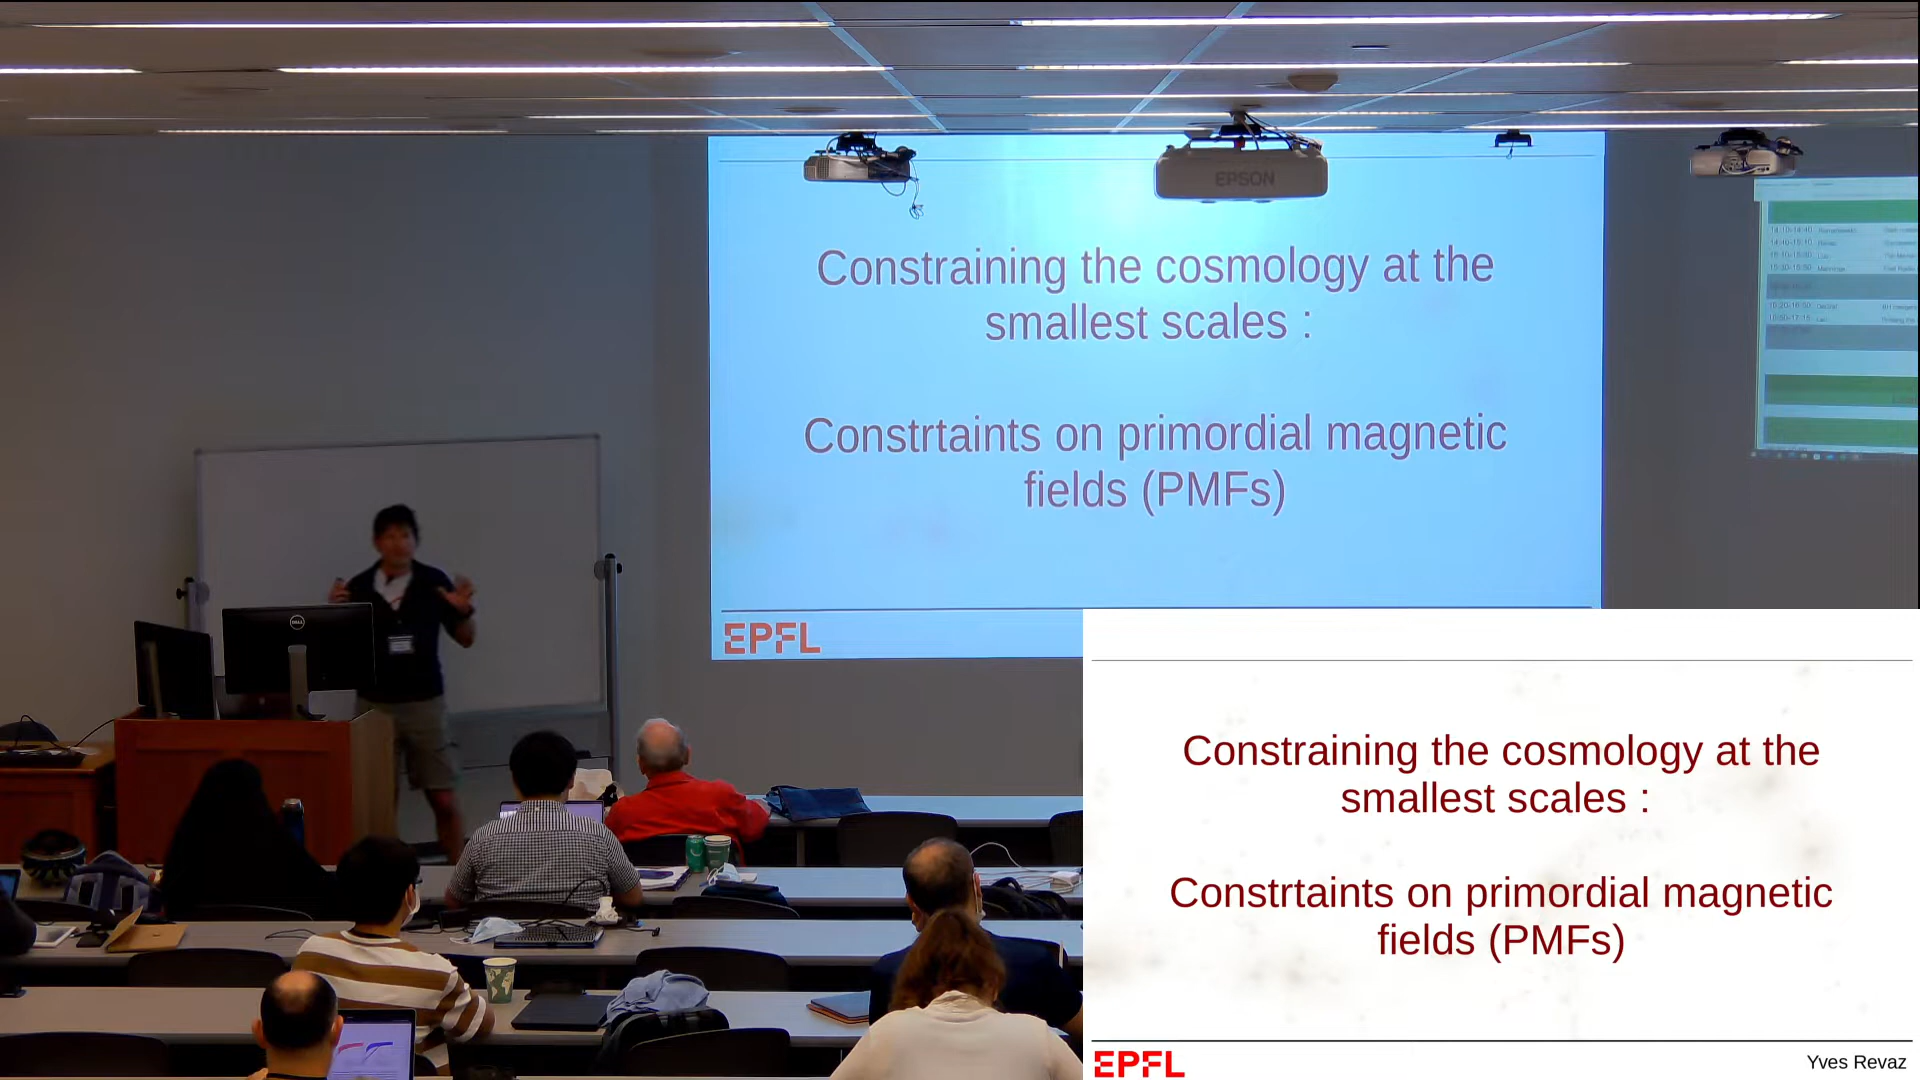 EPSON
Constraining the cosmology at the
smallest scales :
Constrtaints on primordial magnetic
fields (PMFs)
EPFL
DELL
Constraining the cosmology at the
smallest scales :
Constrtaints on primordial magnetic
fields (PMFs)
EPFL
Yves Revaz